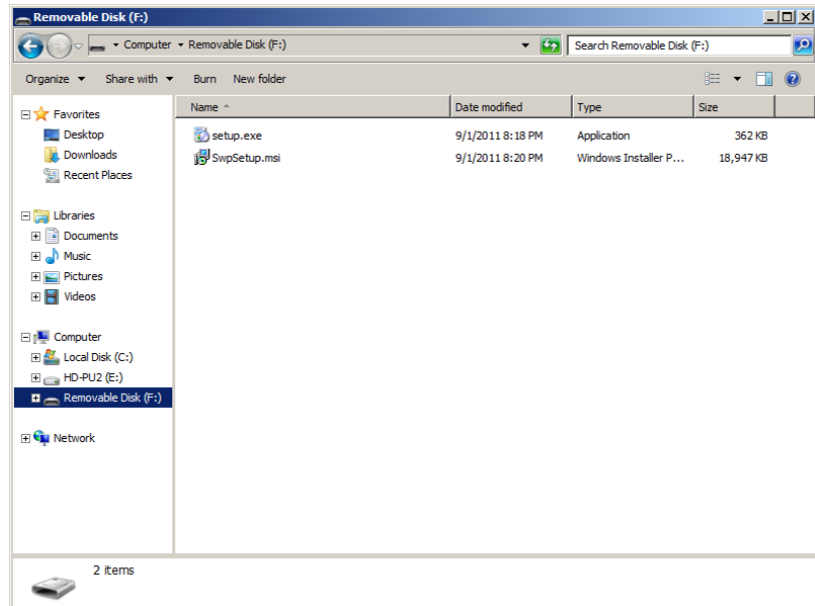 Removable Disk (F:)
Computer Removable Disk (F:) Search Removable Disk (F:)
Organize Share with Burn New folder
Favorites
Desktop
Downloads
Recent Places
Libraries
Documents
Music
Pictures
Videos
Computer
Local Disk (C:)
HD-PU2 (E:)
Removable Disk (F:)
Network
Name Date modified Type Size
setup.exe 9/1/2011 8:18 PM Application 362 KB
SwpSetup.msi 9/1/2011 8:20 PM Windows Installer P... 18,947 KB
2 items